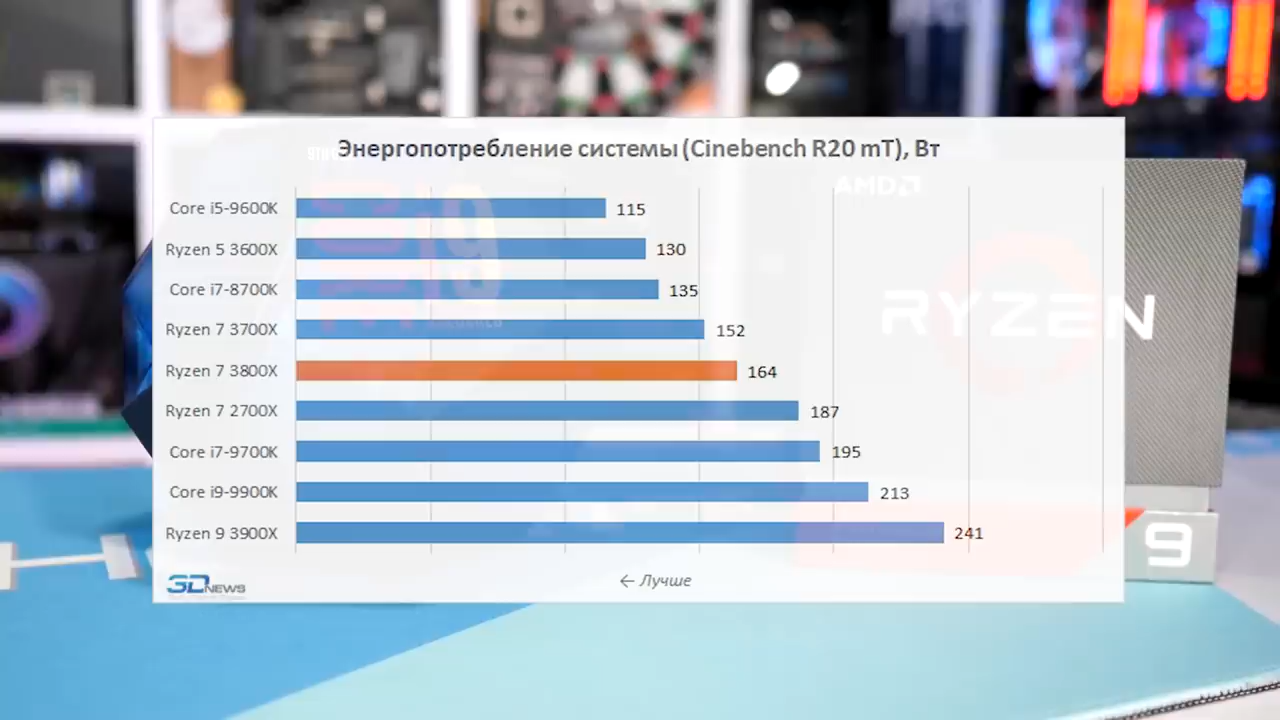 Энергопотребление системы (Cinebench R20 mT), Вт
AMD
Core i5-9600K 115
Ryzen 5 3600X 130
Core i7-8700K 135
RYZEN
Ryzen 7 3700X 152
Ryzen 7 3800X 164
Ryzen 7 2700X 187
Core i7-9700K 195
Core i9-9900K 213
Ryzen 9 3900X 241
9
← Лучше
3DNEWS